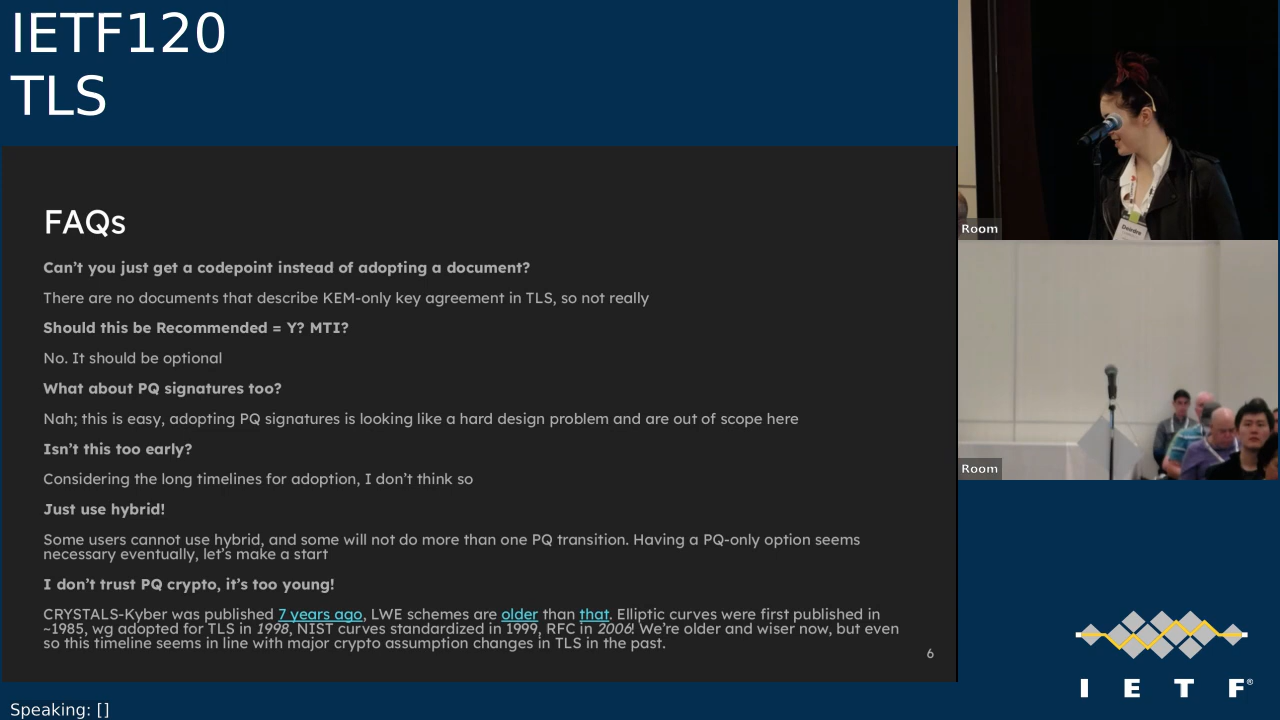 IETF120
TLS
FAQs
Can’t you just get a codepoint instead of adopting a document?
There are no documents that describe KEM-only key agreement in TLS, so not really
Should this be Recommended = Y? MTI?
No. It should be optional
What about PQ signatures too?
Nah; this is easy, adopting PQ signatures is looking like a hard design problem and are out of scope here
Isn’t this too early?
Considering the long timelines for adoption, I don’t think so
Just use hybrid!
Some users cannot use hybrid, and some will not do more than one PQ transition. Having a PQ-only option seems
necessary eventually, let’s make a start
I don’t trust PQ crypto, it’s too young!
CRYSTALS-Kyber was published 7 years ago, LWE schemes are older than that. Elliptic curves were first published in
~1985, wg adopted for TLS in 1998, NIST curves standardized in 1999, RFC in 2006! We’re older and wiser now, but even
so this timeline seems in line with major crypto assumption changes in TLS in the past.
6
Speaking: []
Room
Deirdre
Room
I E T F®